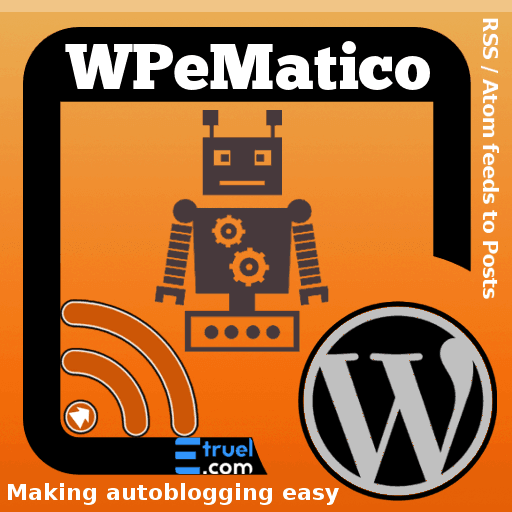 WPeMatico
RSS / Atom feeds to Posts
W
Etruel
.com
Making autoblogging easy